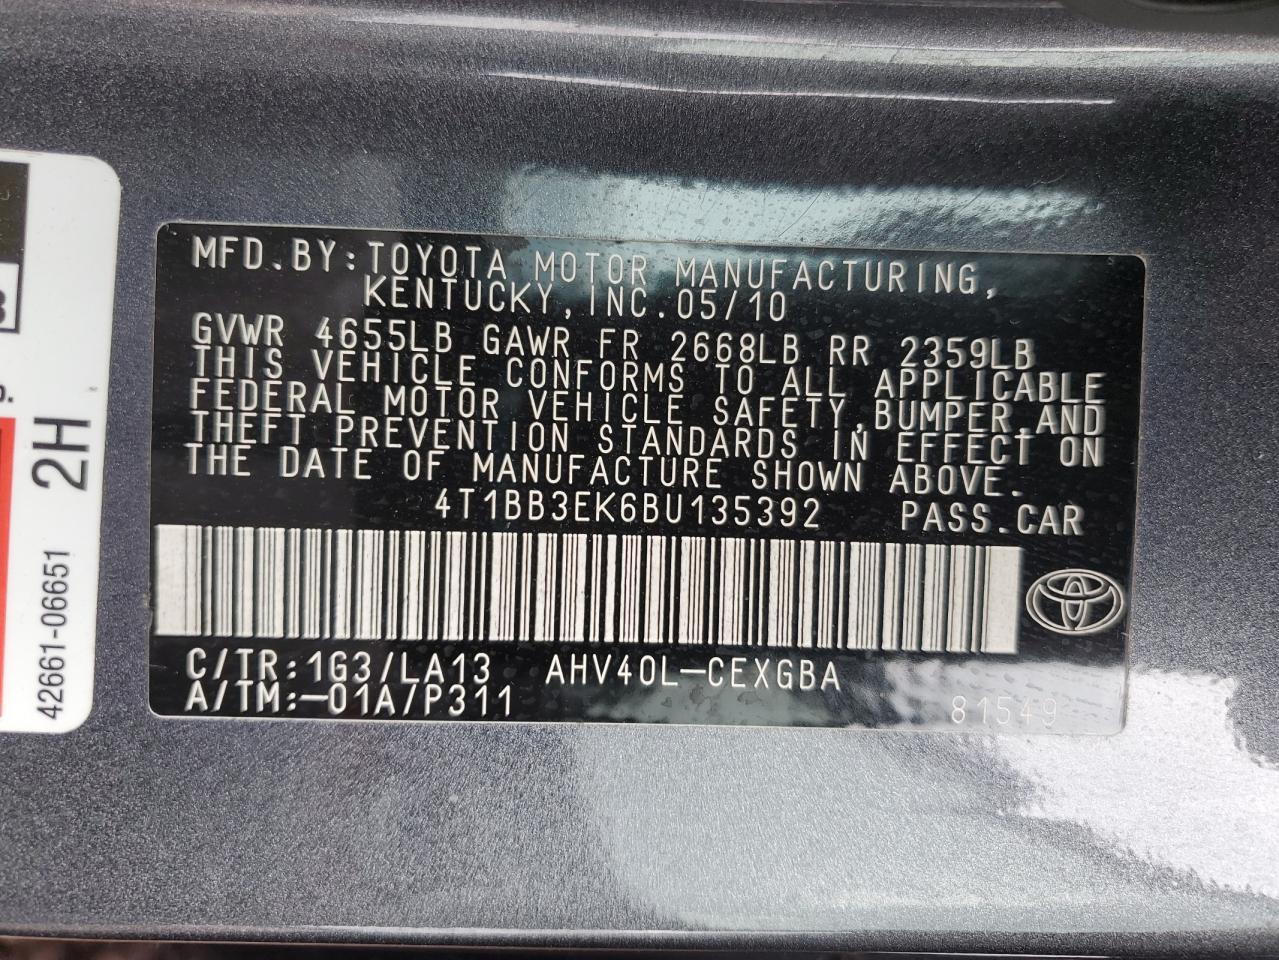 MFD.BY:TOYOTA MOTOR MANUFACTURING,
KENTUCKY,INC.05/10
GVWR 4655LB GAWR FR 2668LB RR 2359LB
THIS VEHICLE CONFORMS TO ALL APPLICABLE
FEDERAL MOTOR VEHICLE SAFETY,BUMPER,AND
THEFT PREVENTION STANDARDS IN EFFECT ON
THE DATE OF MANUFACTURE SHOWN ABOVE.
4T1BB3EK6BU135392 PASS.CAR
C/TR:1G3/LA13 AHV40L-CEXGBA
A/TM:-01A/P311
81549
2H
42661-06651